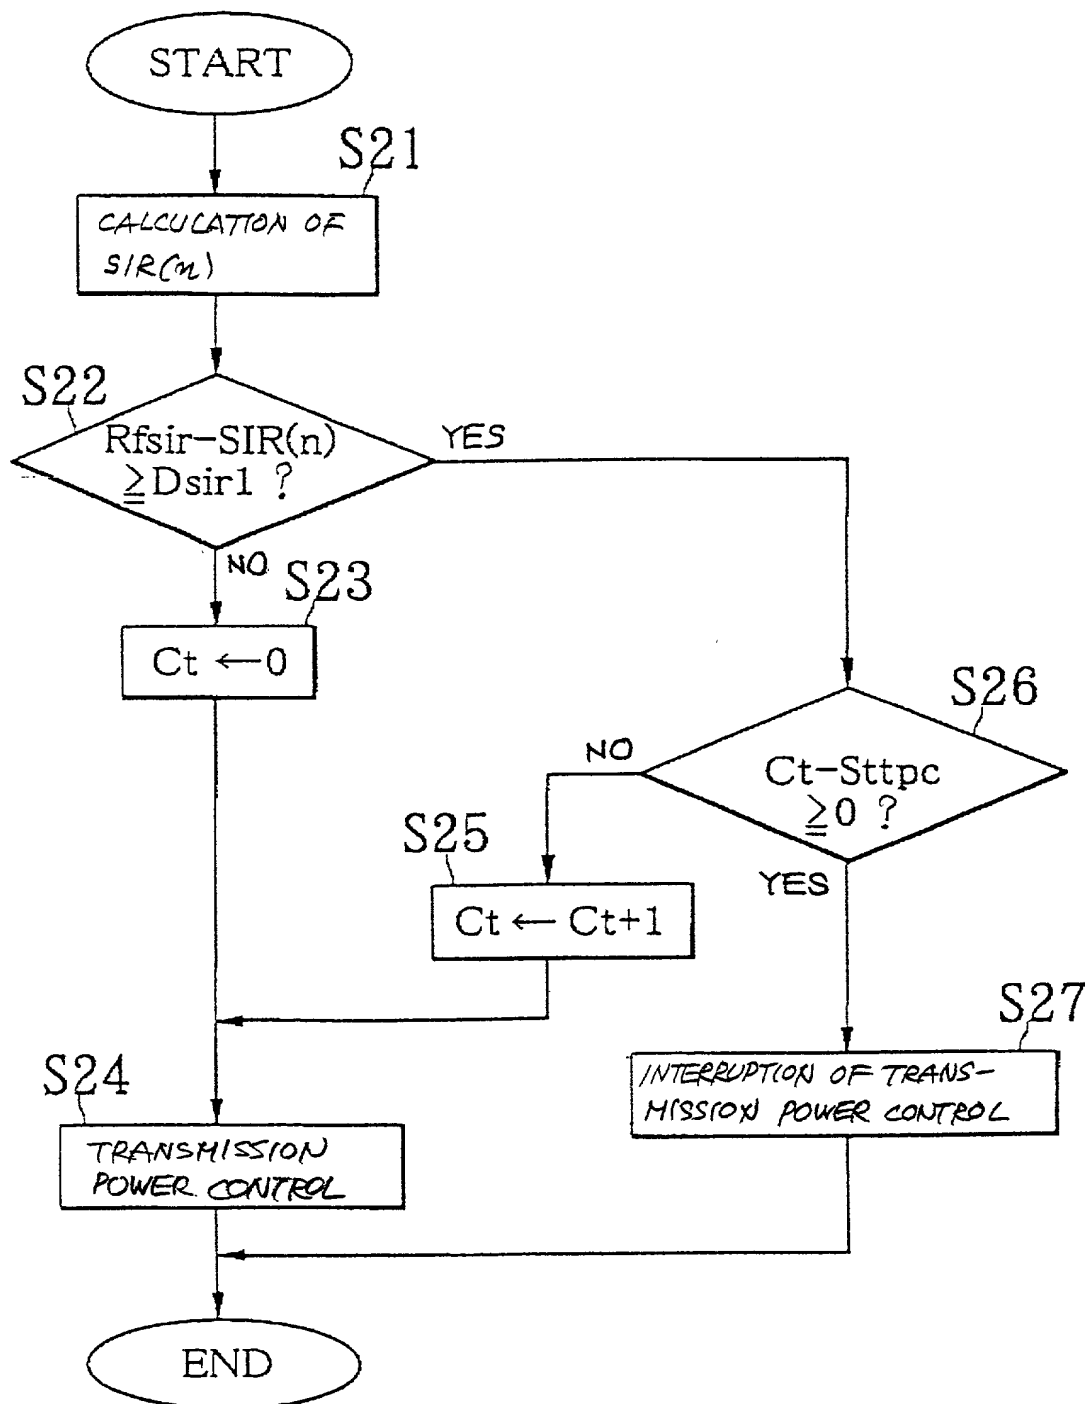 START
S21
CALCULATION OF
SIR(n)
S22
Rfsir-SIR(n)
≧Dsir1 ?
YES
NO
S23
Ct ←0
S26
Ct-Sttpc
≧0 ?
NO
YES
S25
Ct ← Ct+1
S27
INTERRUPTION OF TRANS-
MISSION POWER CONTROL
S24
TRANSMISSION
POWER CONTROL
END